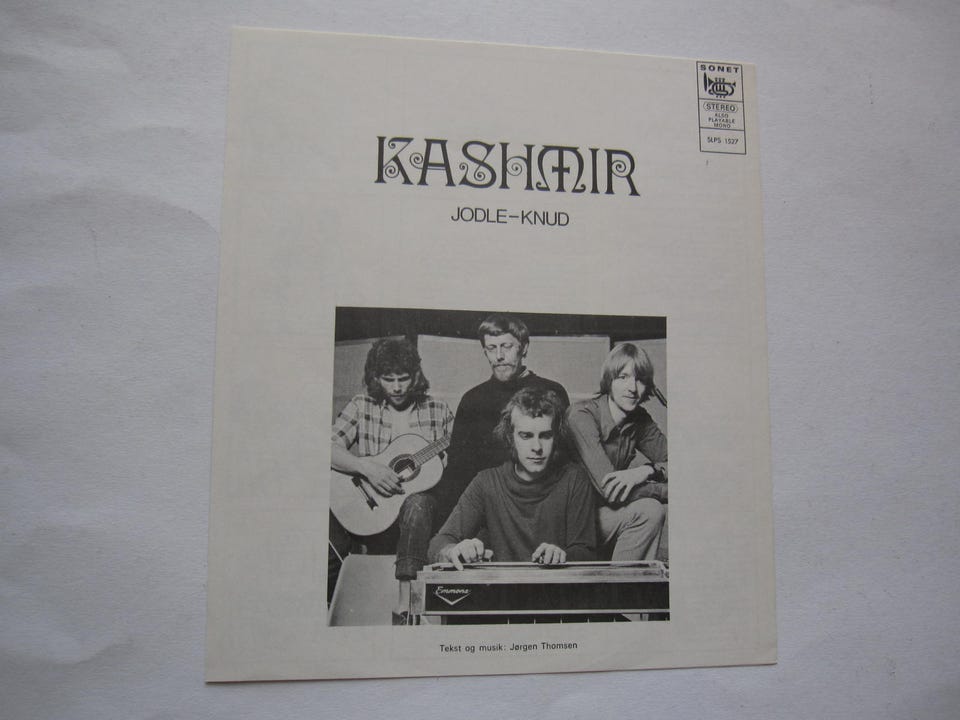 SONET
STEREO
ALSO
PLAYABLE
MONO
SLPS 1527
KASHMIR
JODLE-KNUD
Emmons
Tekst og musik: Jørgen Thomsen